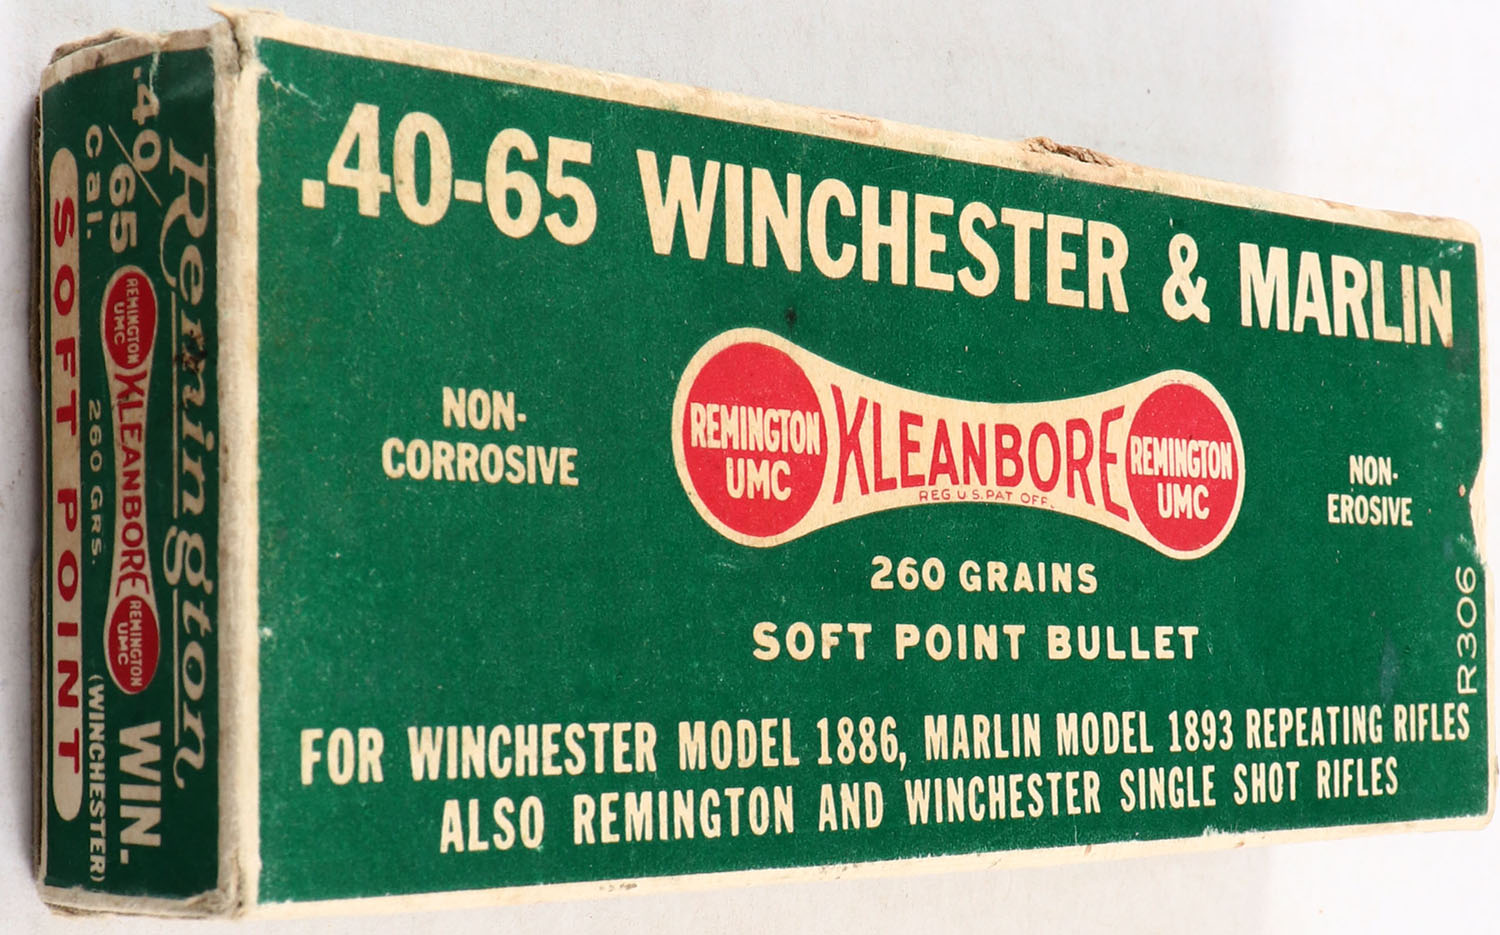 .40-65 WINCHESTER & MARLIN
NON-
CORROSIVE
REMINGTON
UMC
KLEANBORE
REG U S. PAT OFF.
REMINGTON
UMC
NON-
EROSIVE
260 GRAINS
SOFT POINT BULLET
R306
FOR WINCHESTER MODEL 1886, MARLIN MODEL 1893 REPEATING RIFLES
ALSO REMINGTON AND WINCHESTER SINGLE SHOT RIFLES
Remington
.40/65
Cal.
REMINGTON
UMC
KLEANBORE
REMINGTON
UMC
WIN.
260 GRS.
(WINCHESTER)
SOFT POINT